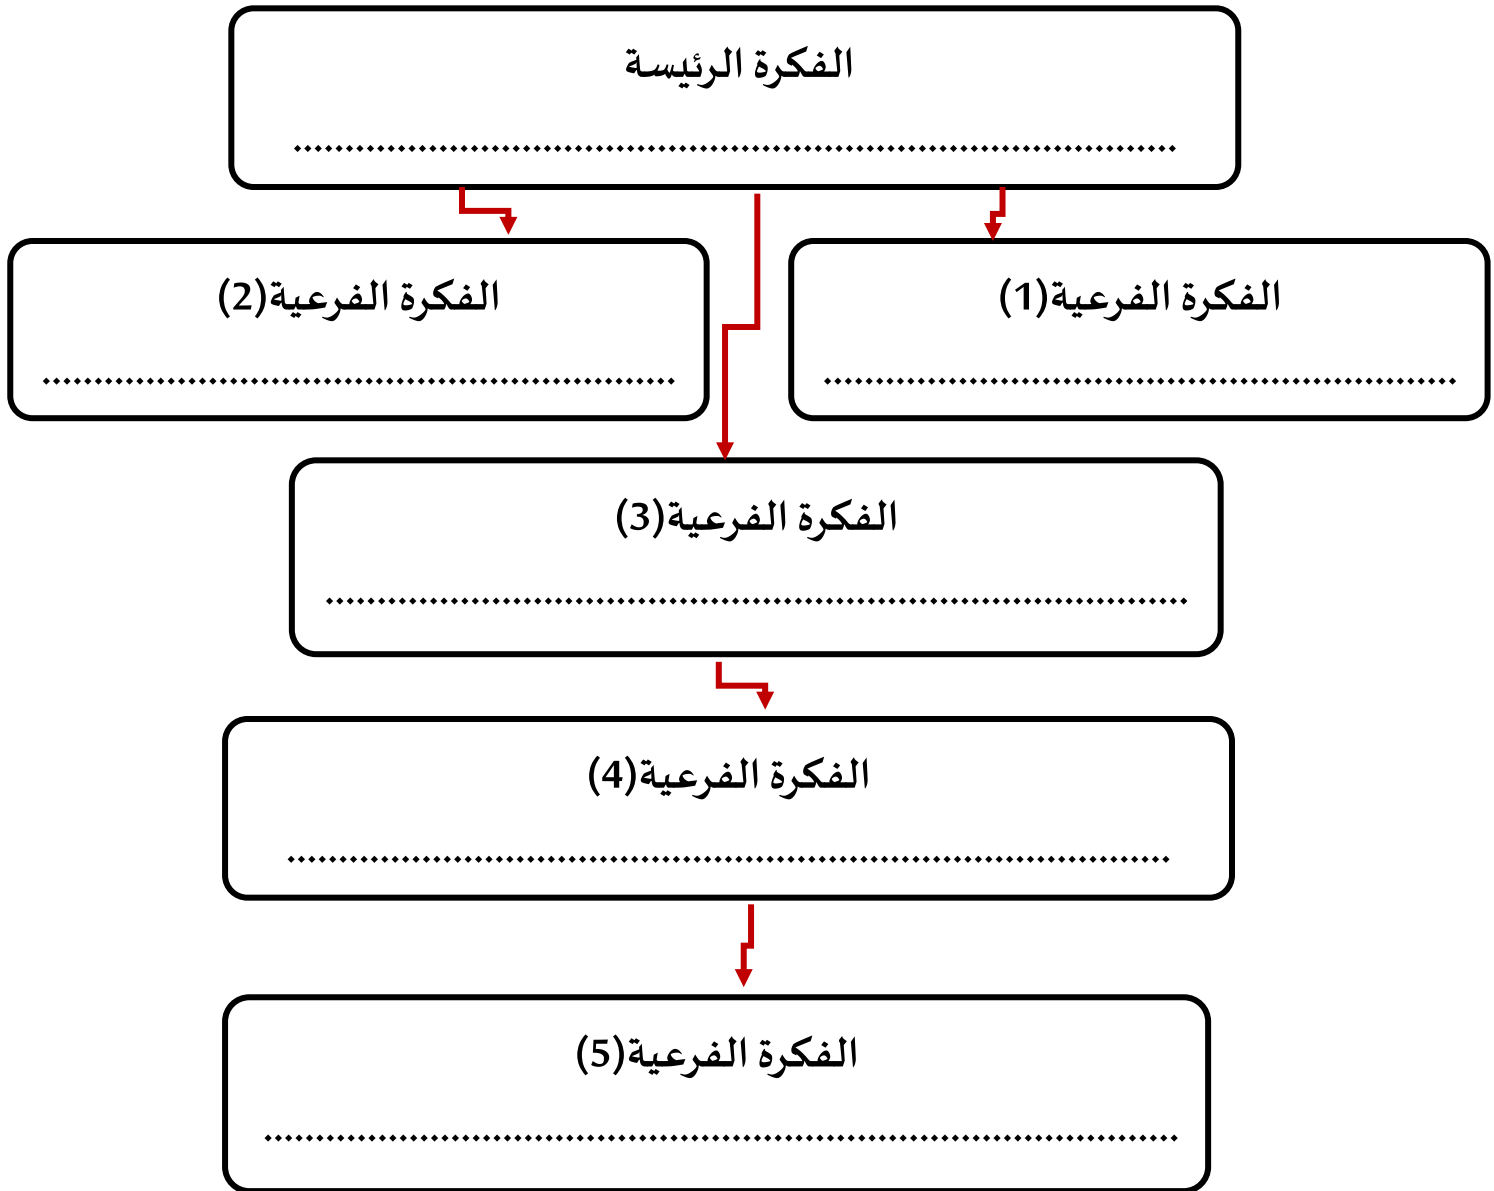 الفكرة الرئيسة
....................................................................................
الفكرة الفرعية(1)
............................................................
الفكرة الفرعية(2)
............................................................
الفكرة الفرعية(3)
..................................................................................
الفكرة الفرعية(4)
....................................................................................
الفكرة الفرعية(5)
.......................................................................................